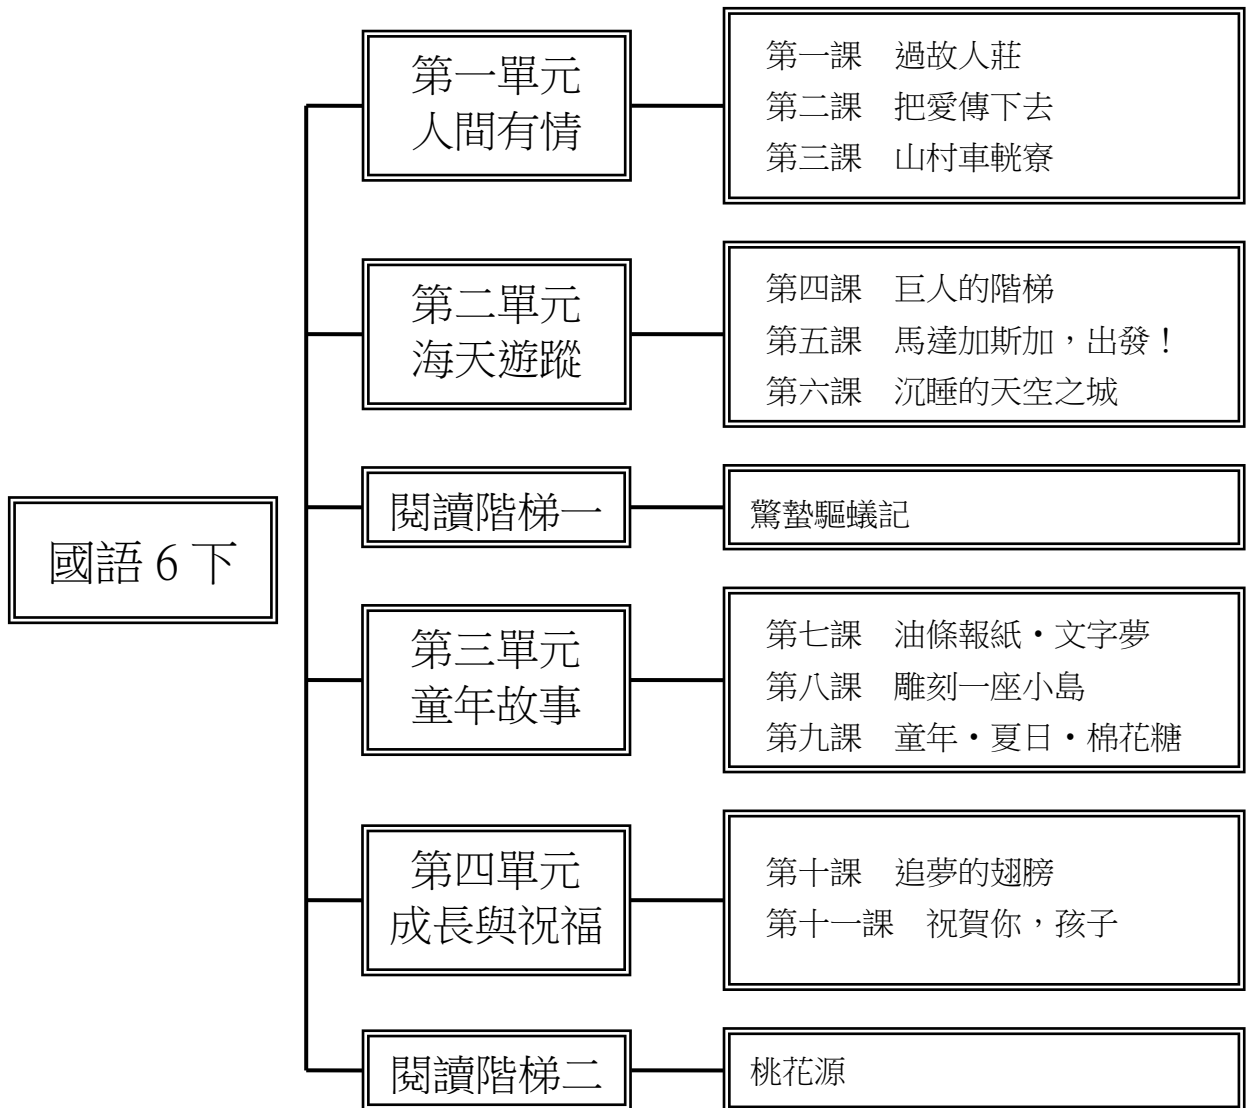 國語 6 下
第一單元
人間有情
第一課　過故人莊
第二課　把愛傳下去
第三課　山村車輄寮
第二單元
海天遊蹤
第四課　巨人的階梯
第五課　馬達加斯加，出發！
第六課　沉睡的天空之城
閱讀階梯一
驚蟄驅蟻記
第三單元
童年故事
第七課　油條報紙・文字夢
第八課　雕刻一座小島
第九課　童年・夏日・棉花糖
第四單元
成長與祝福
第十課　追夢的翅膀
第十一課　祝賀你，孩子
閱讀階梯二
桃花源